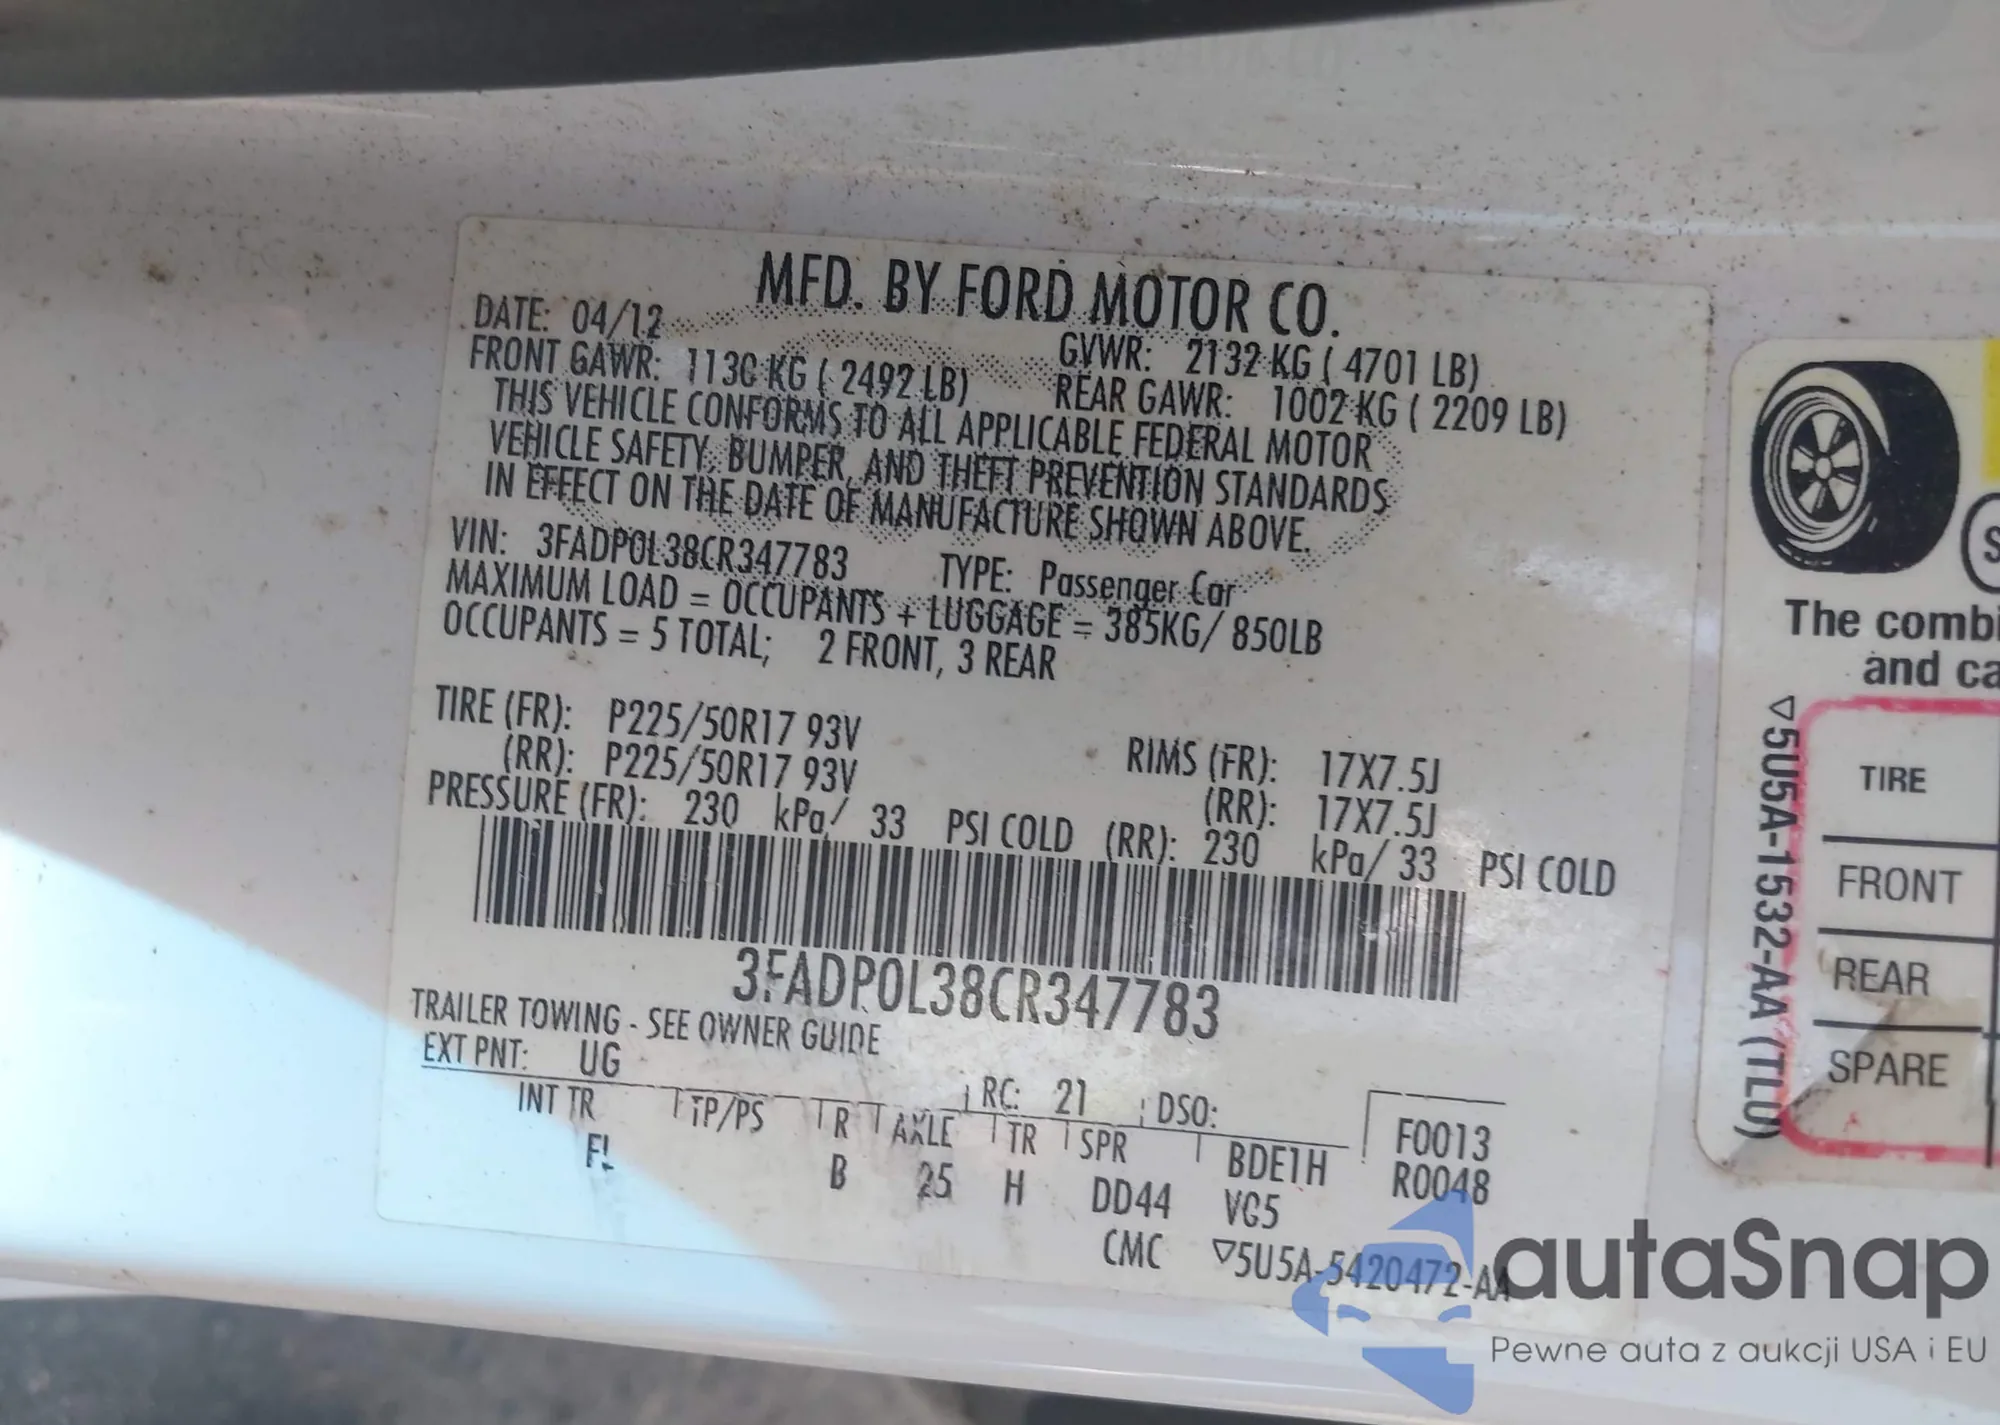 MFD. BY FORD MOTOR CO.
DATE: 04/12
GVWR: 2132 KG ( 4701 LB)
FRONT GAWR: 1130 KG ( 2492 LB)
REAR GAWR: 1002 KG ( 2209 LB)
THIS VEHICLE CONFORMS TO ALL APPLICABLE FEDERAL MOTOR
VEHICLE SAFETY, BUMPER, AND THEFT PREVENTION STANDARDS
IN EFFECT ON THE DATE OF MANUFACTURE SHOWN ABOVE.
VIN: 3FADP0L38CR347783 TYPE: Passenger Car
MAXIMUM LOAD = OCCUPANTS + LUGGAGE = 385KG/ 850LB
OCCUPANTS = 5 TOTAL; 2 FRONT, 3 REAR
TIRE (FR): P225/50R17 93V RIMS (FR): 17X7.5J
(RR): P225/50R17 93V (RR): 17X7.5J
PRESSURE (FR): 230 kPa/ 33 PSI COLD (RR): 230 kPa/ 33 PSI COLD
3FADP0L38CR347783
TRAILER TOWING - SEE OWNER GUIDE
EXT PNT: UG RC: 21 DSO: F0013
INT TR TP/PS R AXLE TR SPR BDE1H R0048
FL B 25 H DD44 VG5
CMC ▽5U5A-5420472-AA
The combi
and ca
▽5U5A-1532-AA (TLU)
TIRE
FRONT
REAR
SPARE
autaSnap
Pewne auta z aukcji USA i EU